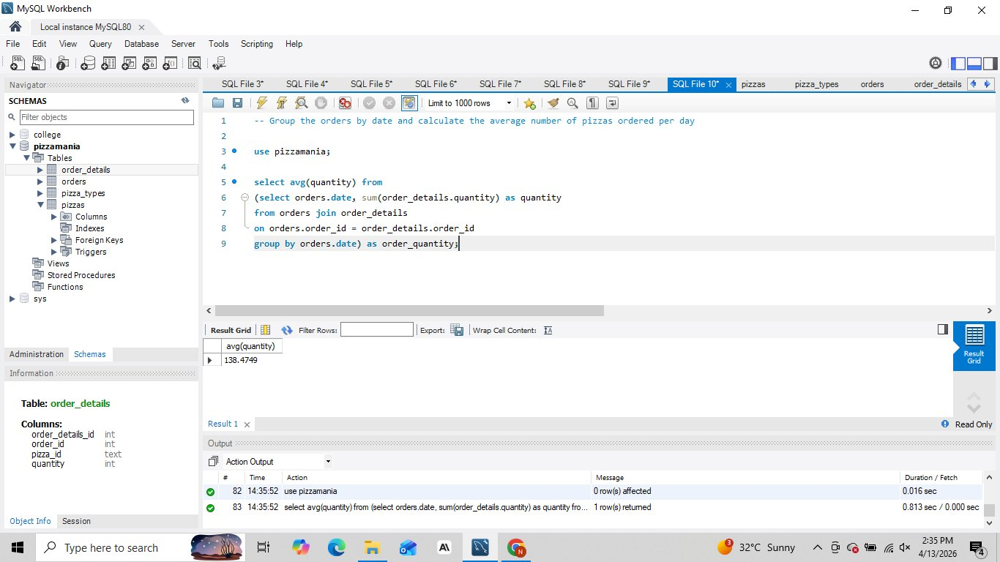 MySQL Workbench
Local instance MySQL80
File Edit View Query Database Server Tools Scripting Help
Navigator
SCHEMAS
Filter objects
college
pizzamania
Tables
order_details
orders
pizza_types
pizzas
Columns
Indexes
Foreign Keys
Triggers
Views
Stored Procedures
Functions
sys
Administration Schemas
Information
Table: order_details
Columns:
order_details_id int
order_id int
pizza_id text
quantity int
Object Info Session
SQL File 3* SQL File 4* SQL File 5* SQL File 6* SQL File 7* SQL File 8* SQL File 9* SQL File 10* pizzas pizza_types orders order_details
Limit to 1000 rows
1 -- Group the orders by date and calculate the average number of pizzas ordered per day
2
3 use pizzamania;
4
5 select avg(quantity) from
6 (select orders.date, sum(order_details.quantity) as quantity
7 from orders join order_details
8 on orders.order_id = order_details.order_id
9 group by orders.date) as order_quantity;
Result Grid Filter Rows: Export: Wrap Cell Content:
avg(quantity)
138.4749
Result Grid
Result 1
Read Only
Output
Action Output
# Time Action Message Duration / Fetch
82 14:35:52 use pizzamania 0 row(s) affected 0.016 sec
83 14:35:52 select avg(quantity) from (select orders.date, sum(order_details.quantity) as quantity fro... 1 row(s) returned 0.813 sec / 0.000 sec
Type here to search
3
32°C Sunny
2:35 PM
4/13/2026
4